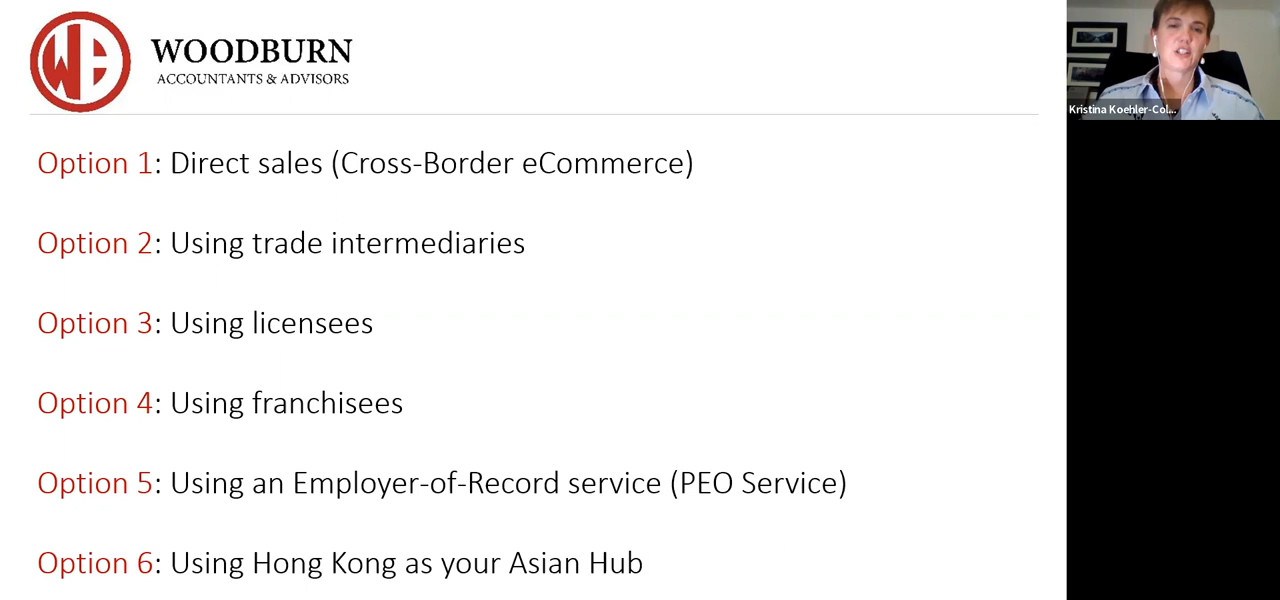 WB
WOODBURN
ACCOUNTANTS & ADVISORS
Kristina Koehler-Col...
Option 1: Direct sales (Cross-Border eCommerce)
Option 2: Using trade intermediaries
Option 3: Using licensees
Option 4: Using franchisees
Option 5: Using an Employer-of-Record service (PEO Service)
Option 6: Using Hong Kong as your Asian Hub